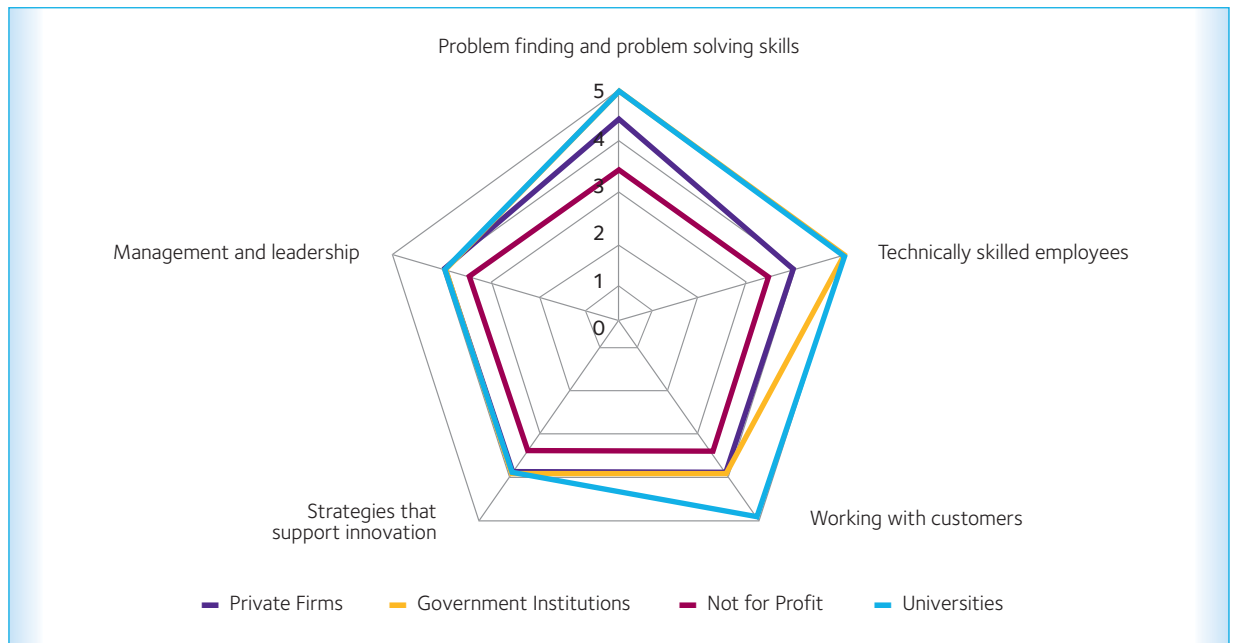 Problem finding and problem solving skills
5
4
3
2
1
0
Management and leadership
Technically skilled employees
Strategies that
support innovation
Working with customers
Private Firms
Government Institutions
Not for Profit
Universities